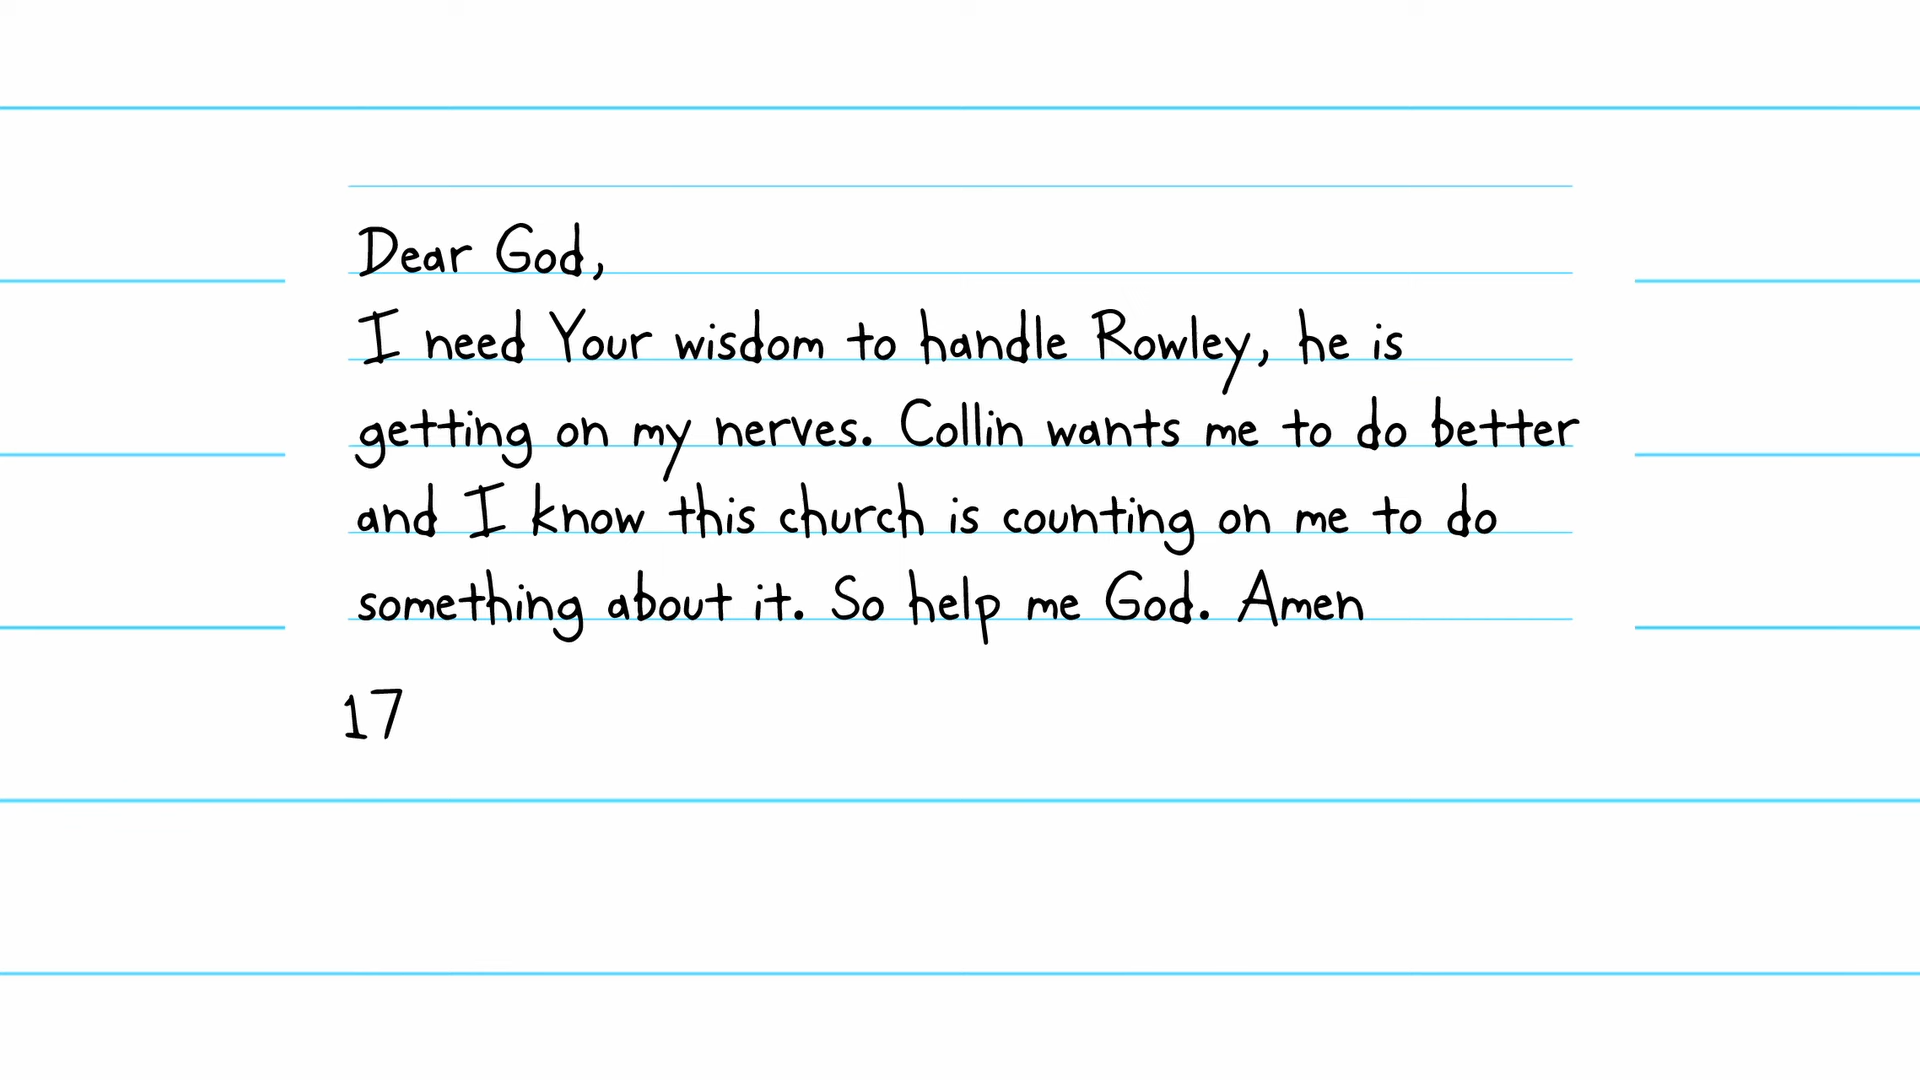 Dear God,
I need Your wisdom to handle Rowley, he is
getting on my nerves. Collin wants me to do better
and I know this church is counting on me to do
something about it. So help me God. Amen
17